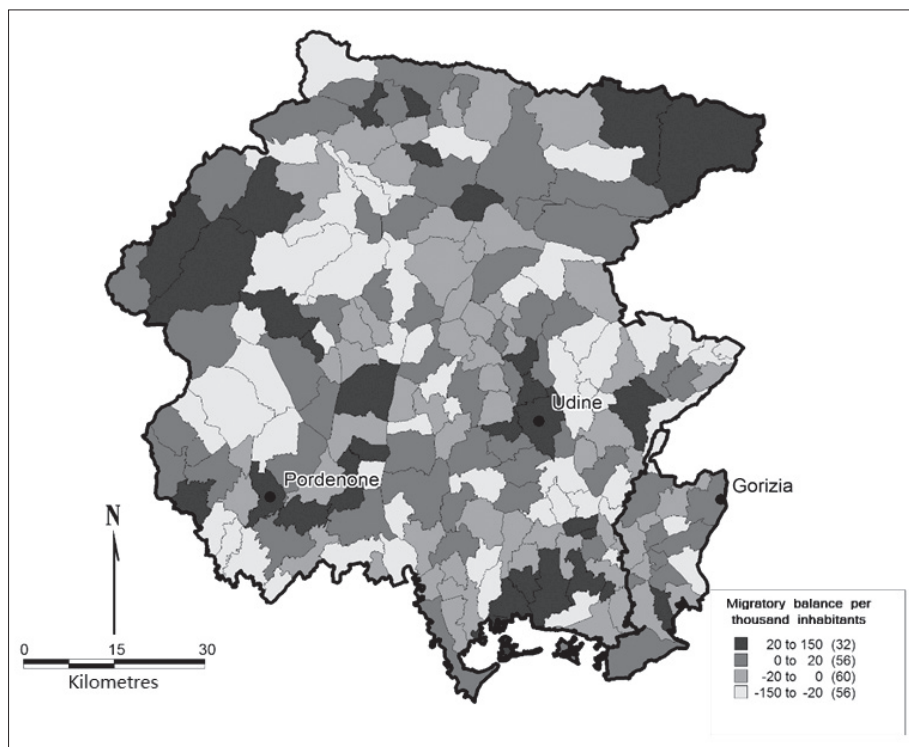 Udine
Pordenone
Gorizia
N
0 15 30
Kilometres
Migratory balance per
thousand inhabitants
20 to 150 (32)
0 to 20 (56)
-20 to 0 (60)
-150 to -20 (56)